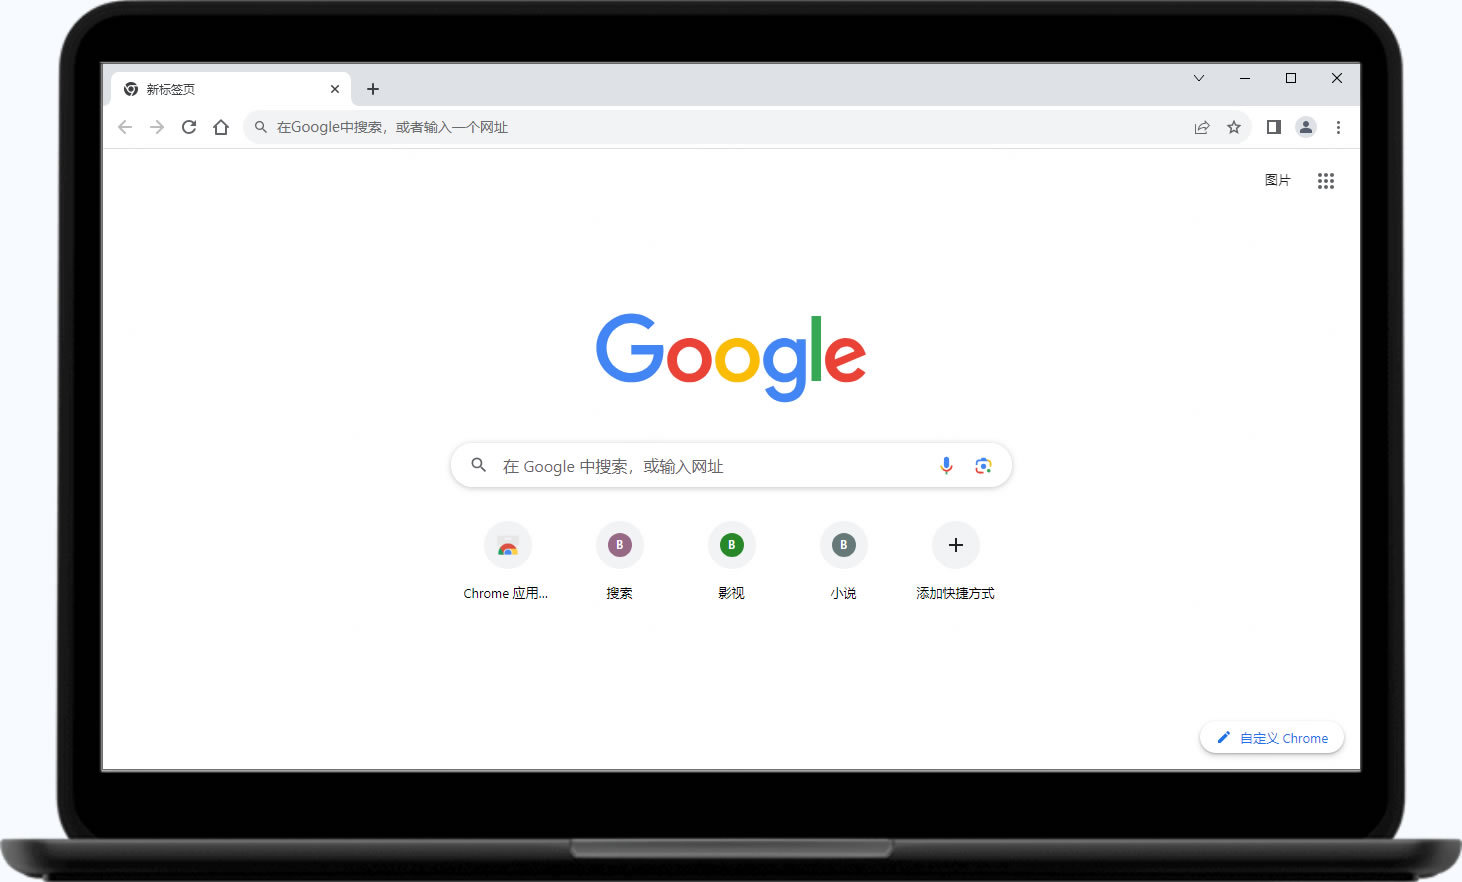 新标签页
在Google中搜索，或者输入一个网址
图片
Google
在 Google 中搜索，或输入网址
B
B
B
Chrome 应用...
搜索
影视
小说
添加快捷方式
自定义 Chrome